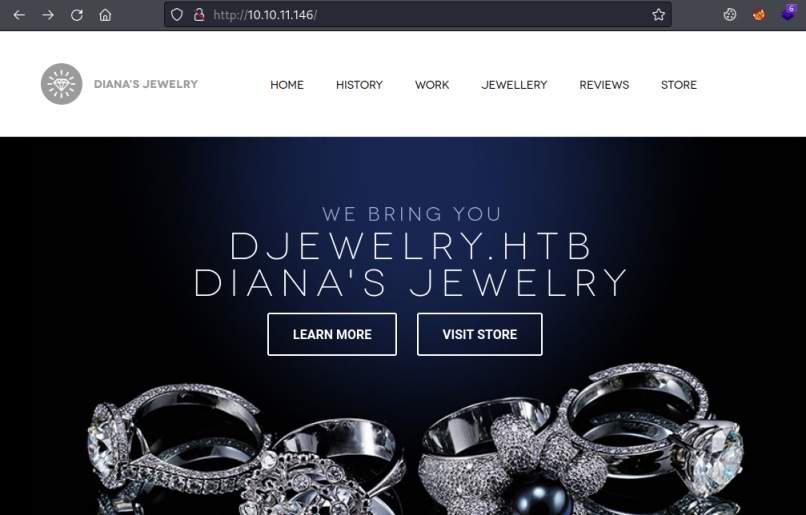 http://10.10.11.146/
6
DIANA'S JEWELRY
HOME HISTORY WORK JEWELLERY REVIEWS STORE
WE BRING YOU
DJEWELRY.HTB
DIANA'S JEWELRY
LEARN MORE VISIT STORE